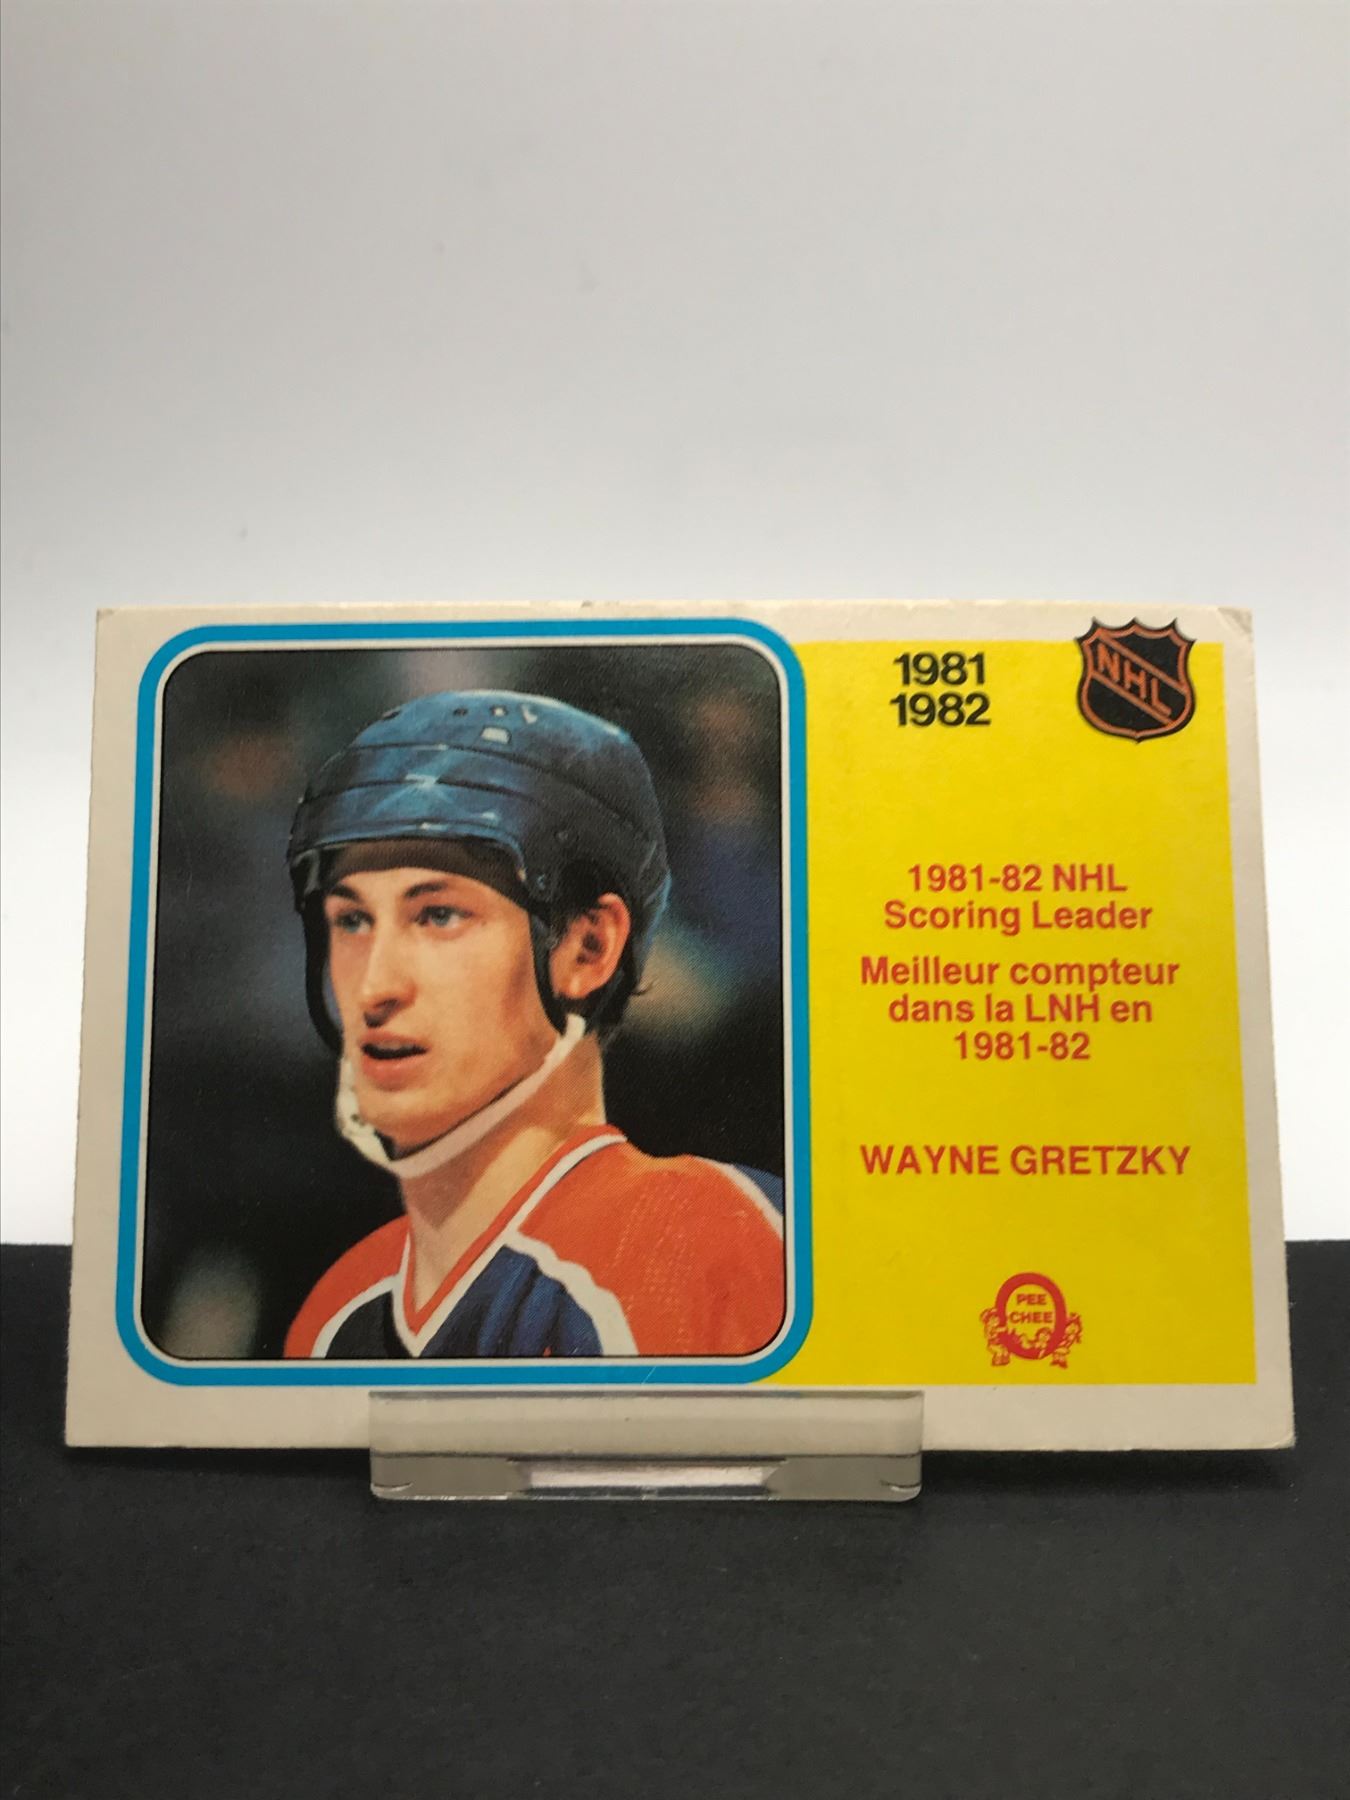 1981
1982
NHL
1981-82 NHL
Scoring Leader
Meilleur compteur
dans la LNH en
1981-82
WAYNE GRETZKY
PEE
CHEE